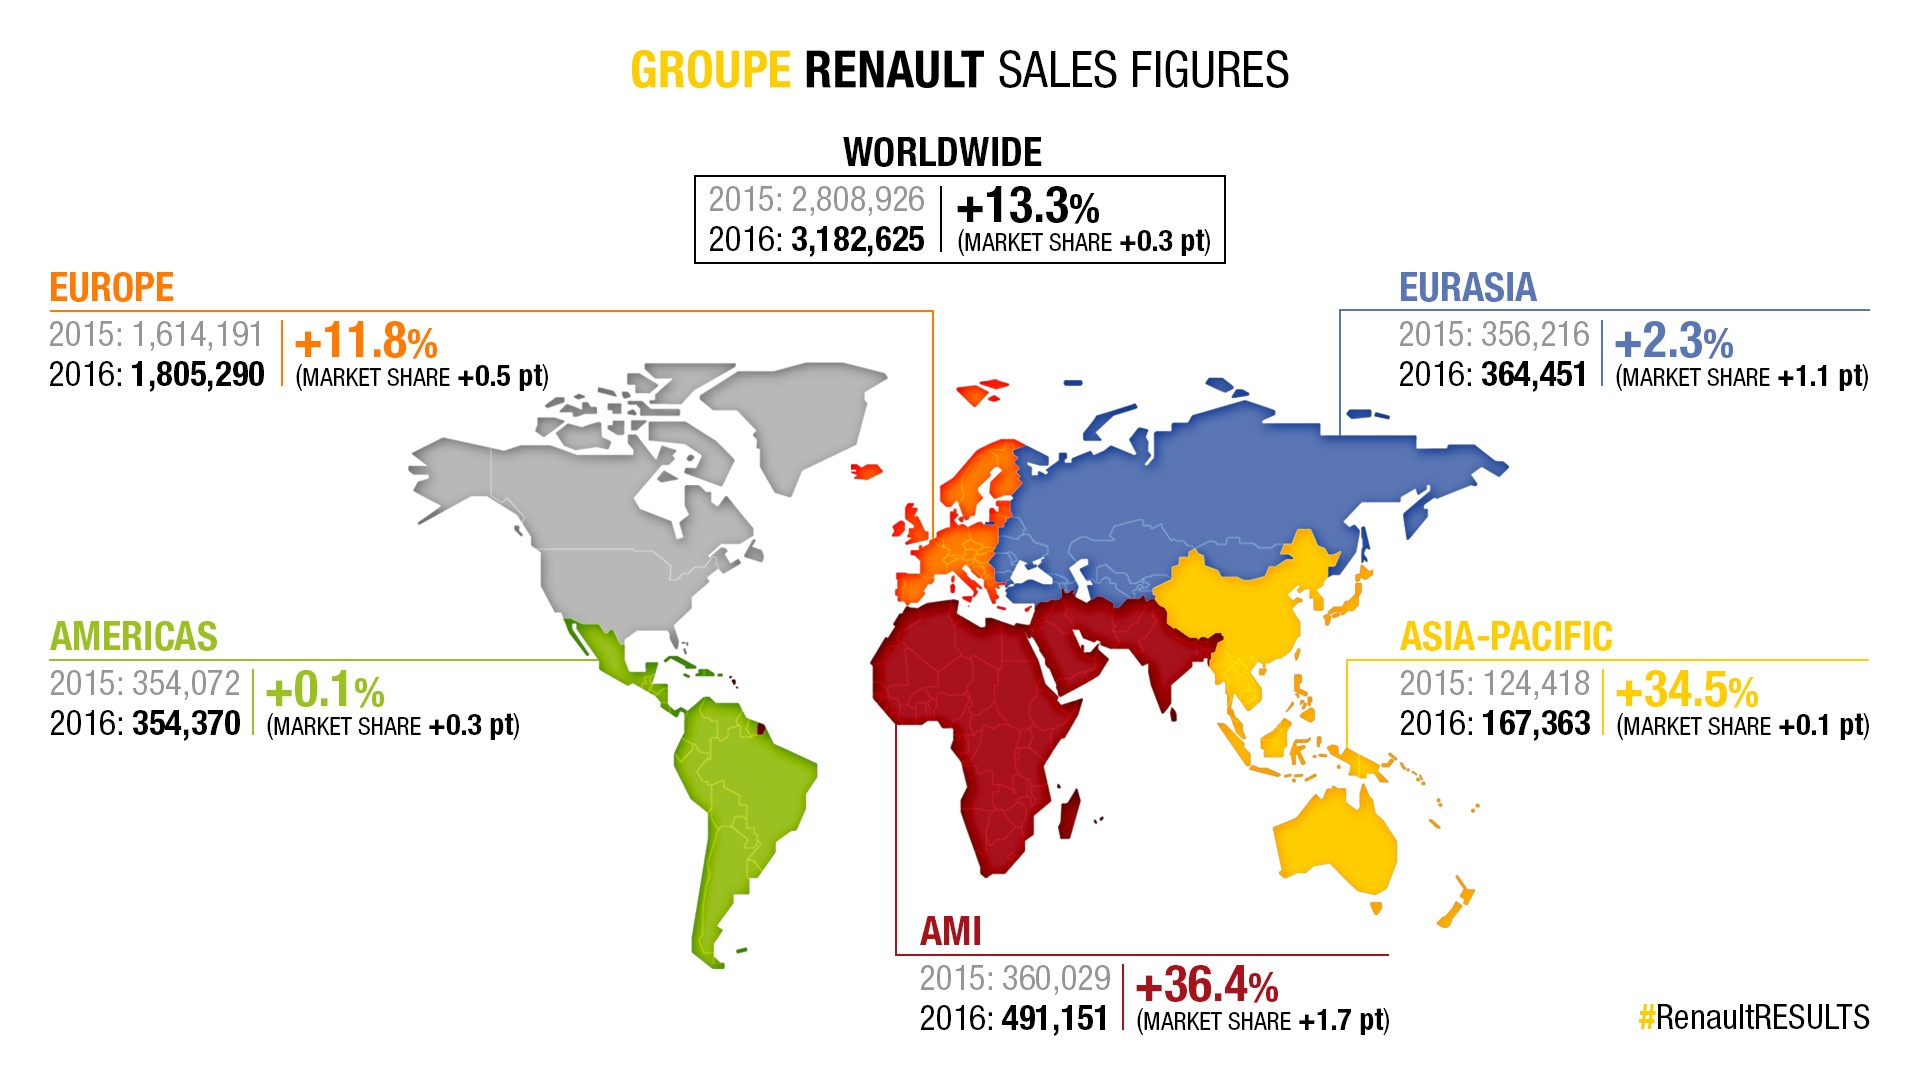 GROUPE RENAULT SALES FIGURES
WORLDWIDE
2015: 2,808,926
2016: 3,182,625
+13.3%
(MARKET SHARE +0.3 pt)
EUROPE
2015: 1,614,191
2016: 1,805,290
+11.8%
(MARKET SHARE +0.5 pt)
EURASIA
2015: 356,216
2016: 364,451
+2.3%
(MARKET SHARE +1.1 pt)
AMERICAS
2015: 354,072
2016: 354,370
+0.1%
(MARKET SHARE +0.3 pt)
ASIA-PACIFIC
2015: 124,418
2016: 167,363
+34.5%
(MARKET SHARE +0.1 pt)
AMI
2015: 360,029
2016: 491,151
+36.4%
(MARKET SHARE +1.7 pt)
#RenaultRESULTS